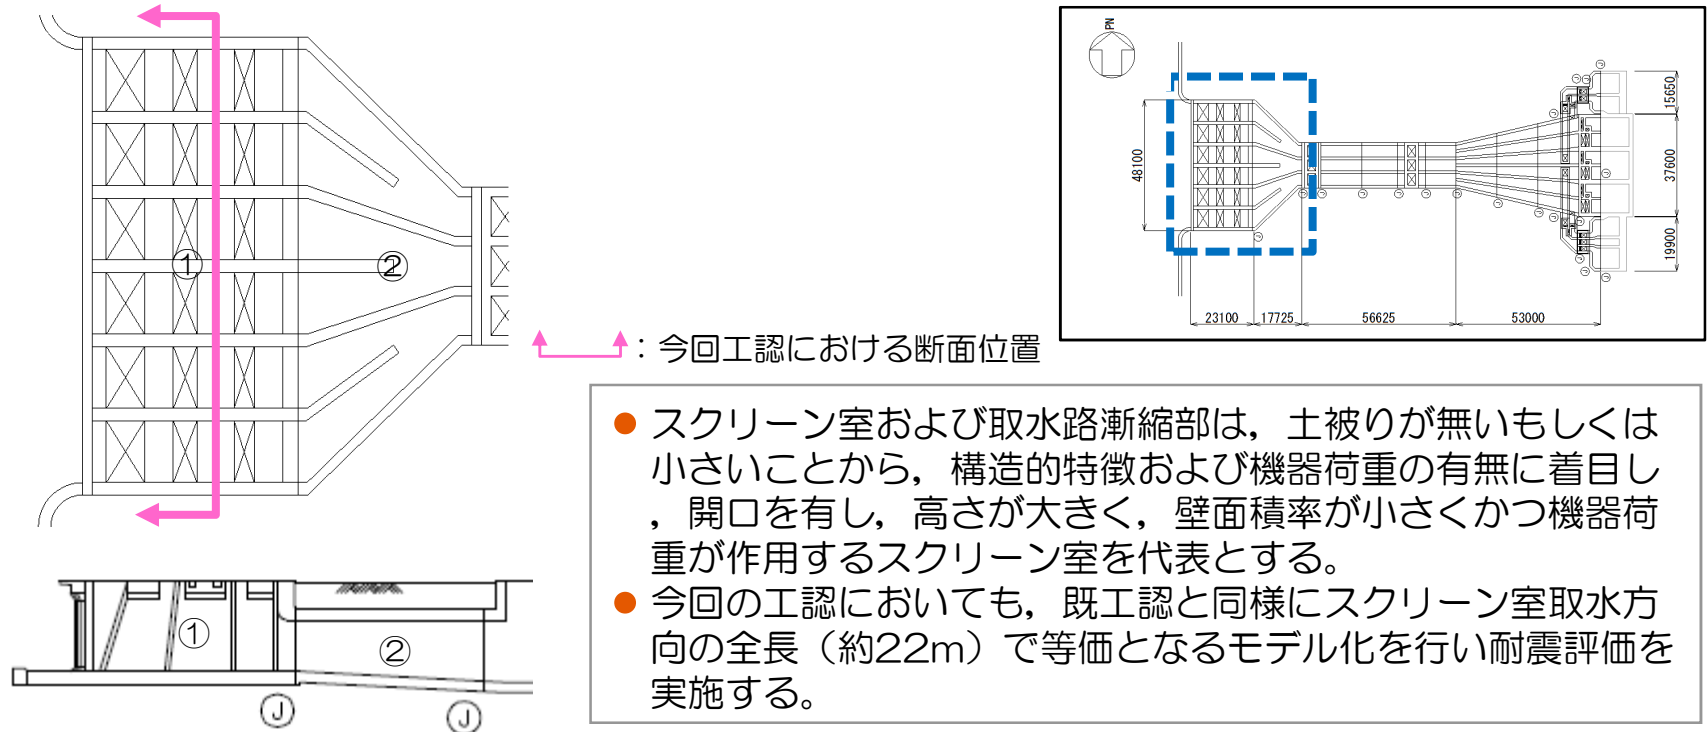 ①
②
：今回工認における断面位置
①
②
J
J
PN
48100
15650
37600
19900
23100
17725
56625
53000
● スクリーン室および取水路漸縮部は，土被りが無いもしくは
小さいことから，構造的特徴および機器荷重の有無に着目し
，開口を有し，高さが大きく，壁面積率が小さくかつ機器荷
重が作用するスクリーン室を代表とする。
● 今回の工認においても，既工認と同様にスクリーン室取水方
向の全長（約22m）で等価となるモデル化を行い耐震評価を
実施する。